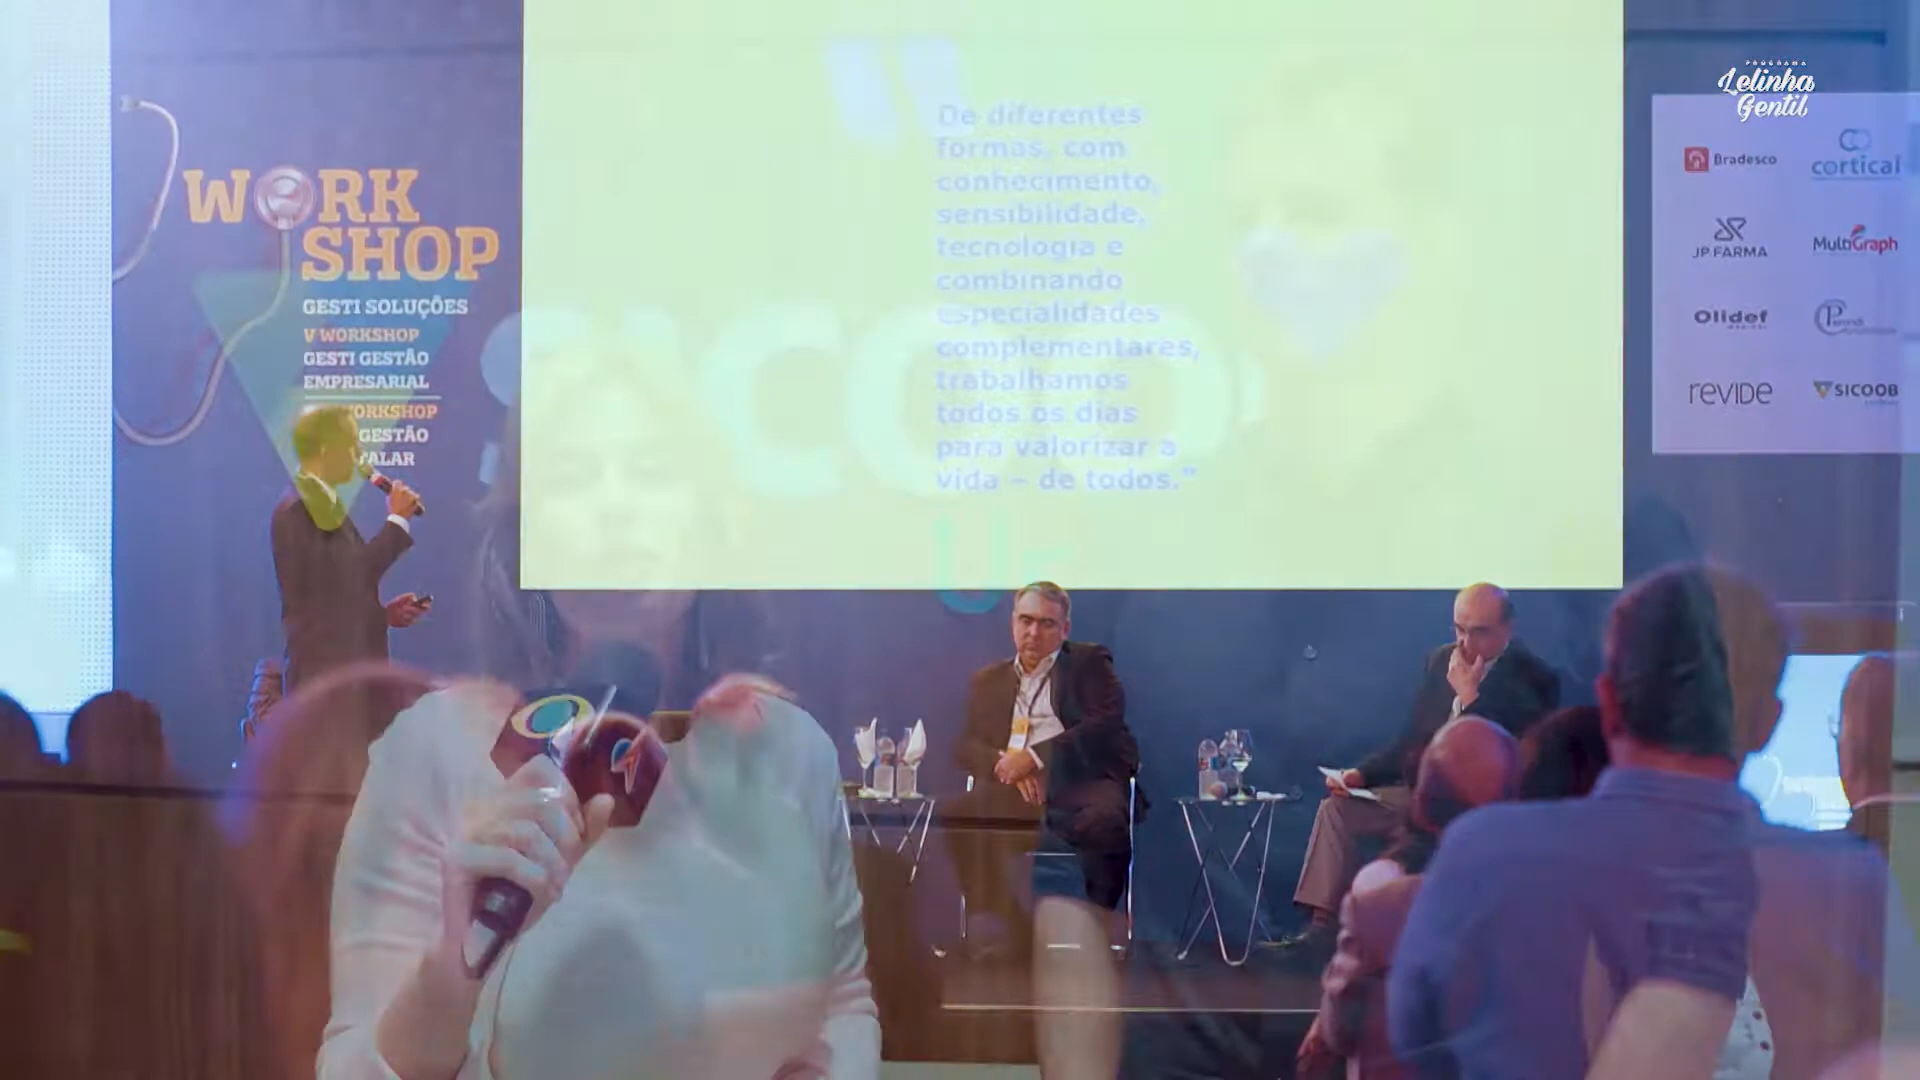 PROGRAMA
Lelinha
Gentil
WORK
SHOP
GESTI SOLUÇÕES
V WORKSHOP
GESTI GESTÃO
EMPRESARIAL
WORKSHOP
GESTÃO
De diferentes
formas, com
conhecimento,
sensibilidade,
tecnologia e
combinando
especialidades
complementares,
trabalhamos
todos os dias
para valorizar a
vida – de todos."
Bradesco
cortical
JP FARMA
MultiGraph
Olidef
reviDe
SICOOB